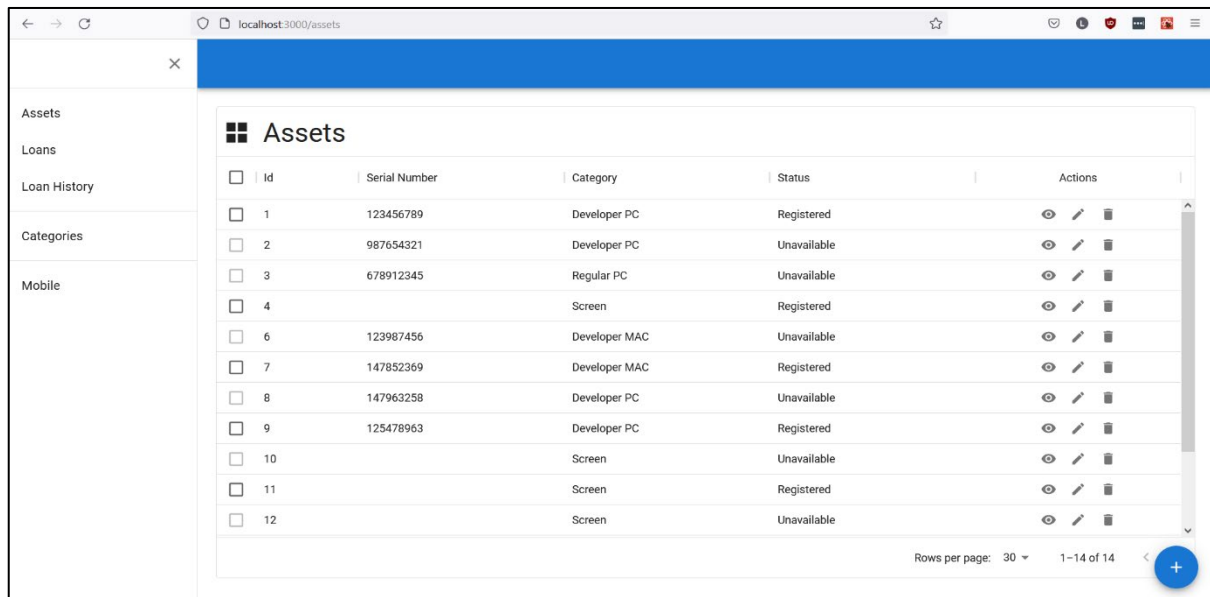 localhost:3000/assets
Assets
Loans
Loan History
Categories
Mobile
Assets
Id Serial Number Category Status Actions
1 123456789 Developer PC Registered
2 987654321 Developer PC Unavailable
3 678912345 Regular PC Unavailable
4 Screen Registered
6 123987456 Developer MAC Unavailable
7 147852369 Developer MAC Registered
8 147963258 Developer PC Unavailable
9 125478963 Developer PC Registered
10 Screen Unavailable
11 Screen Registered
12 Screen Unavailable
Rows per page: 30 1–14 of 14